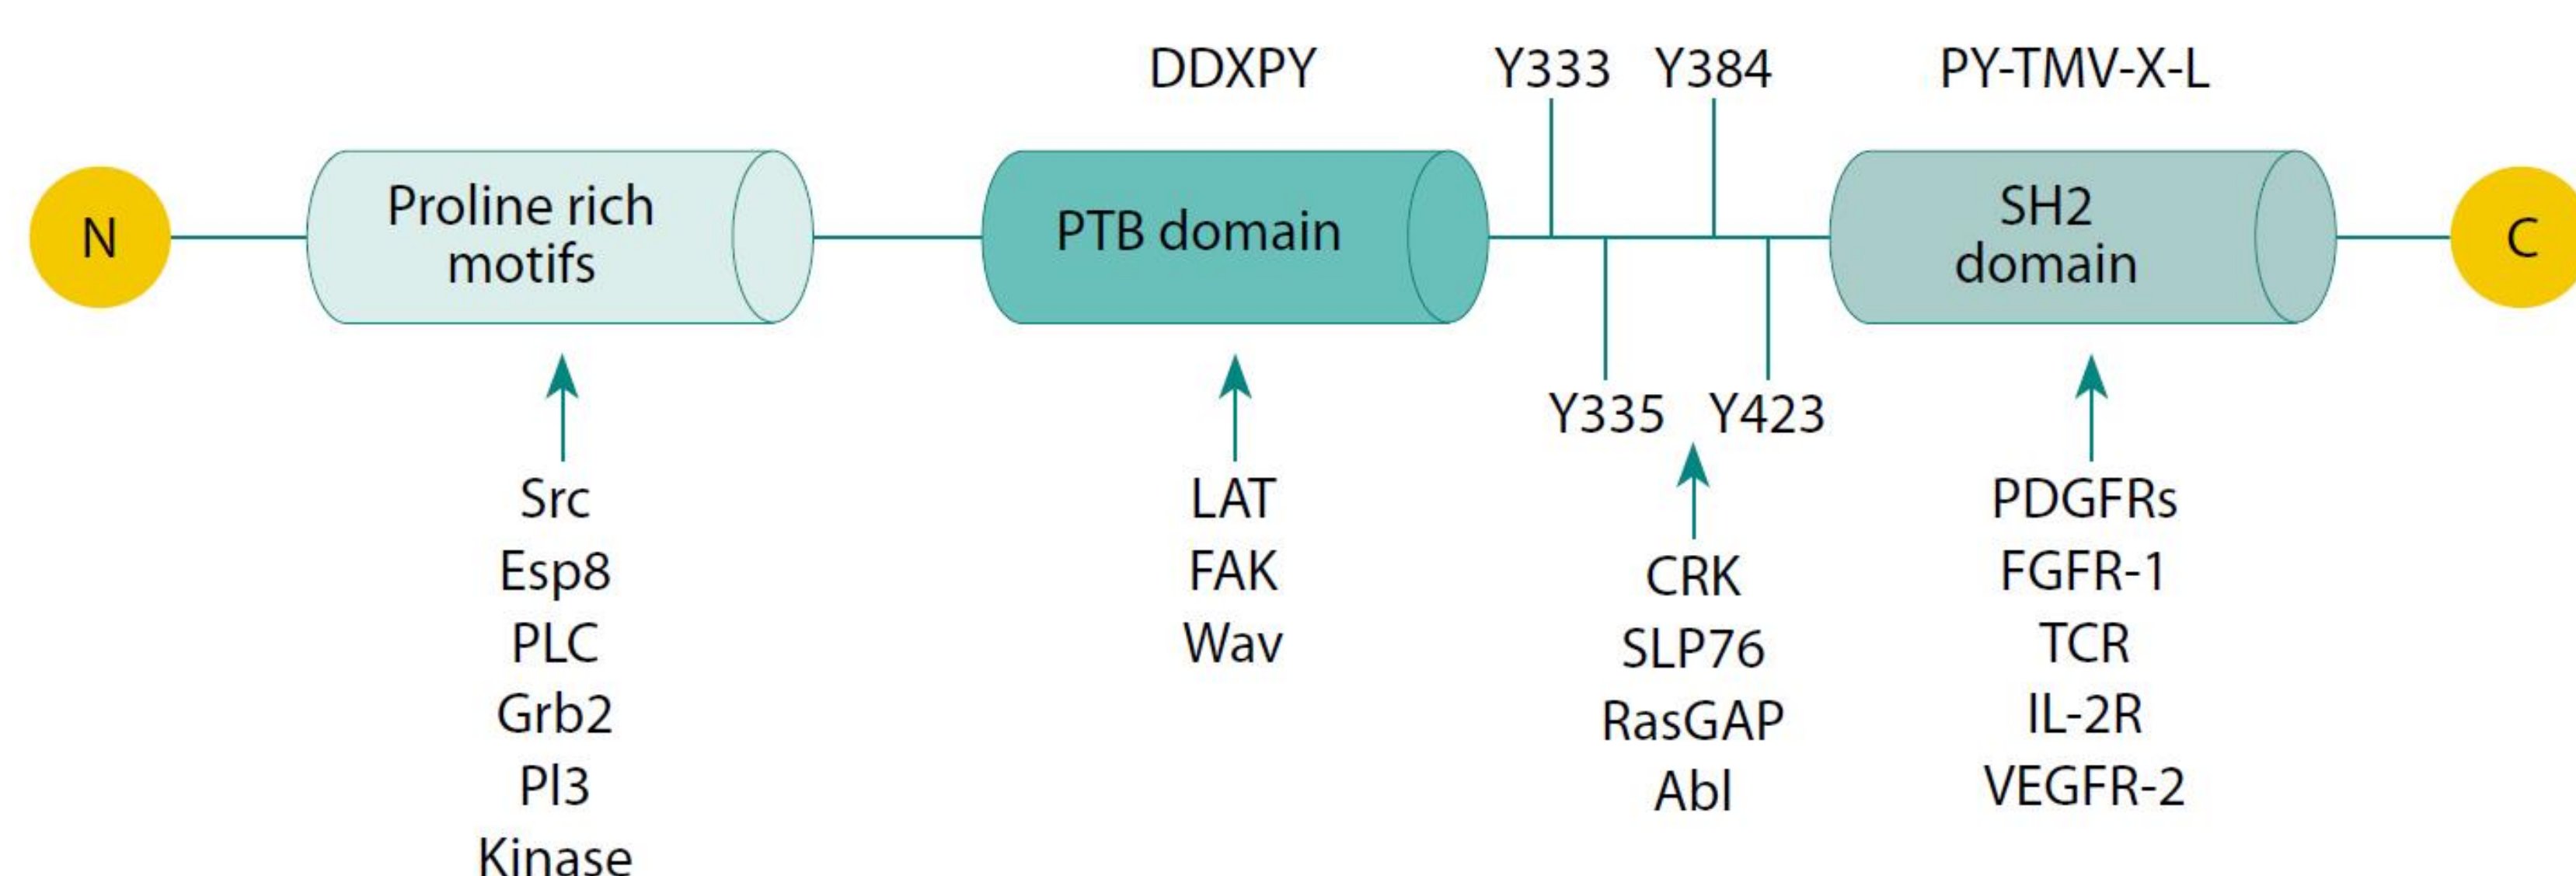 DDXPY
Y333
Y384
PY-TMV-X-L
N
Proline rich
motifs
PTB domain
SH2
domain
C
Y335
Y423
Src
Esp8
PLC
Grb2
Pl3
Kinase
LAT
FAK
Wav
CRK
SLP76
RasGAP
Abl
PDGFRs
FGFR-1
TCR
IL-2R
VEGFR-2